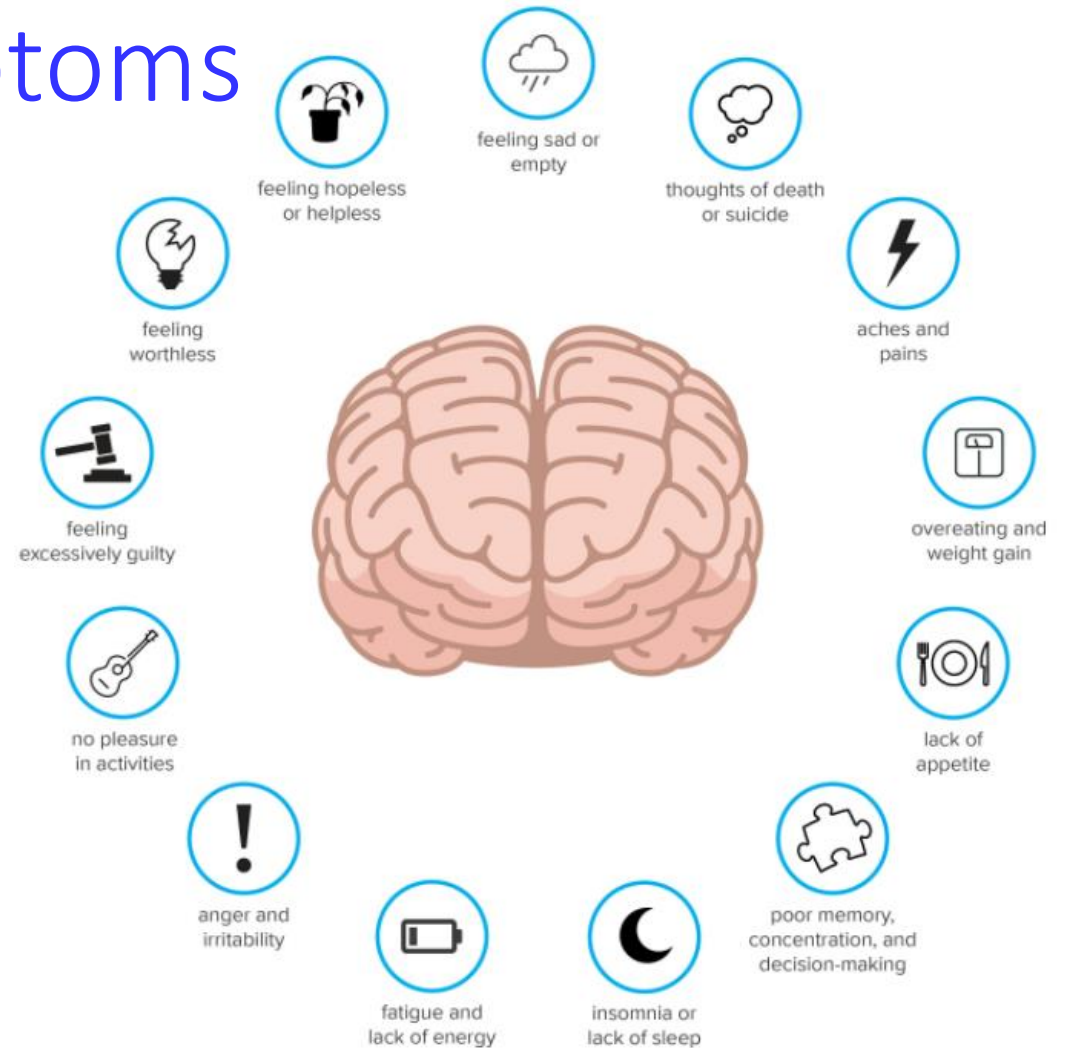 otoms
feeling sad or
empty
thoughts of death
or suicide
aches and
pains
overeating and
weight gain
lack of
appetite
poor memory,
concentration, and
decision-making
insomnia or
lack of sleep
fatigue and
lack of energy
anger and
irritability
no pleasure
in activities
feeling
excessively guilty
feeling
worthless
feeling hopeless
or helpless